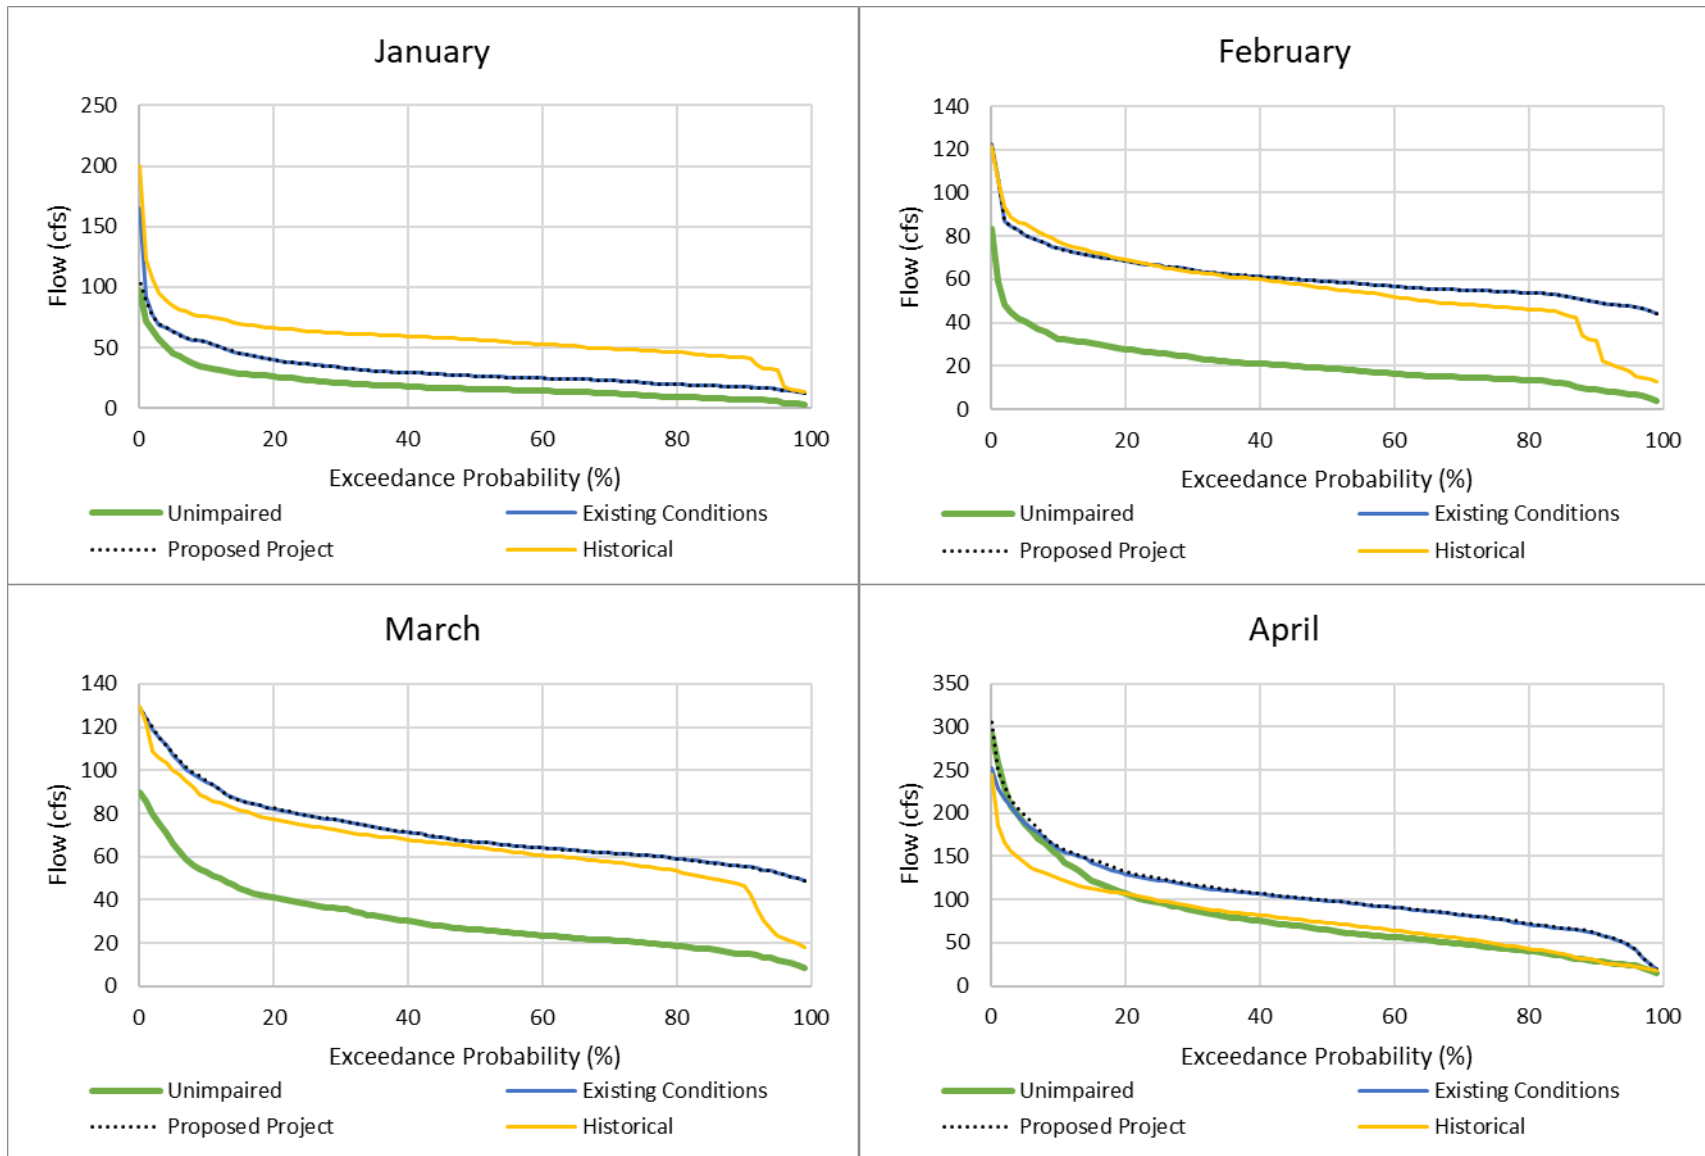 January
250
200
150
100
50
0
Flow (cfs)
0 20 40 60 80 100
Exceedance Probability (%)
Unimpaired Existing Conditions
Proposed Project Historical
February
140
120
100
80
60
40
20
0
Flow (cfs)
0 20 40 60 80 100
Exceedance Probability (%)
Unimpaired Existing Conditions
Proposed Project Historical
March
140
120
100
80
60
40
20
0
Flow (cfs)
0 20 40 60 80 100
Exceedance Probability (%)
Unimpaired Existing Conditions
Proposed Project Historical
April
350
300
250
200
150
100
50
0
Flow (cfs)
0 20 40 60 80 100
Exceedance Probability (%)
Unimpaired Existing Conditions
Proposed Project Historical